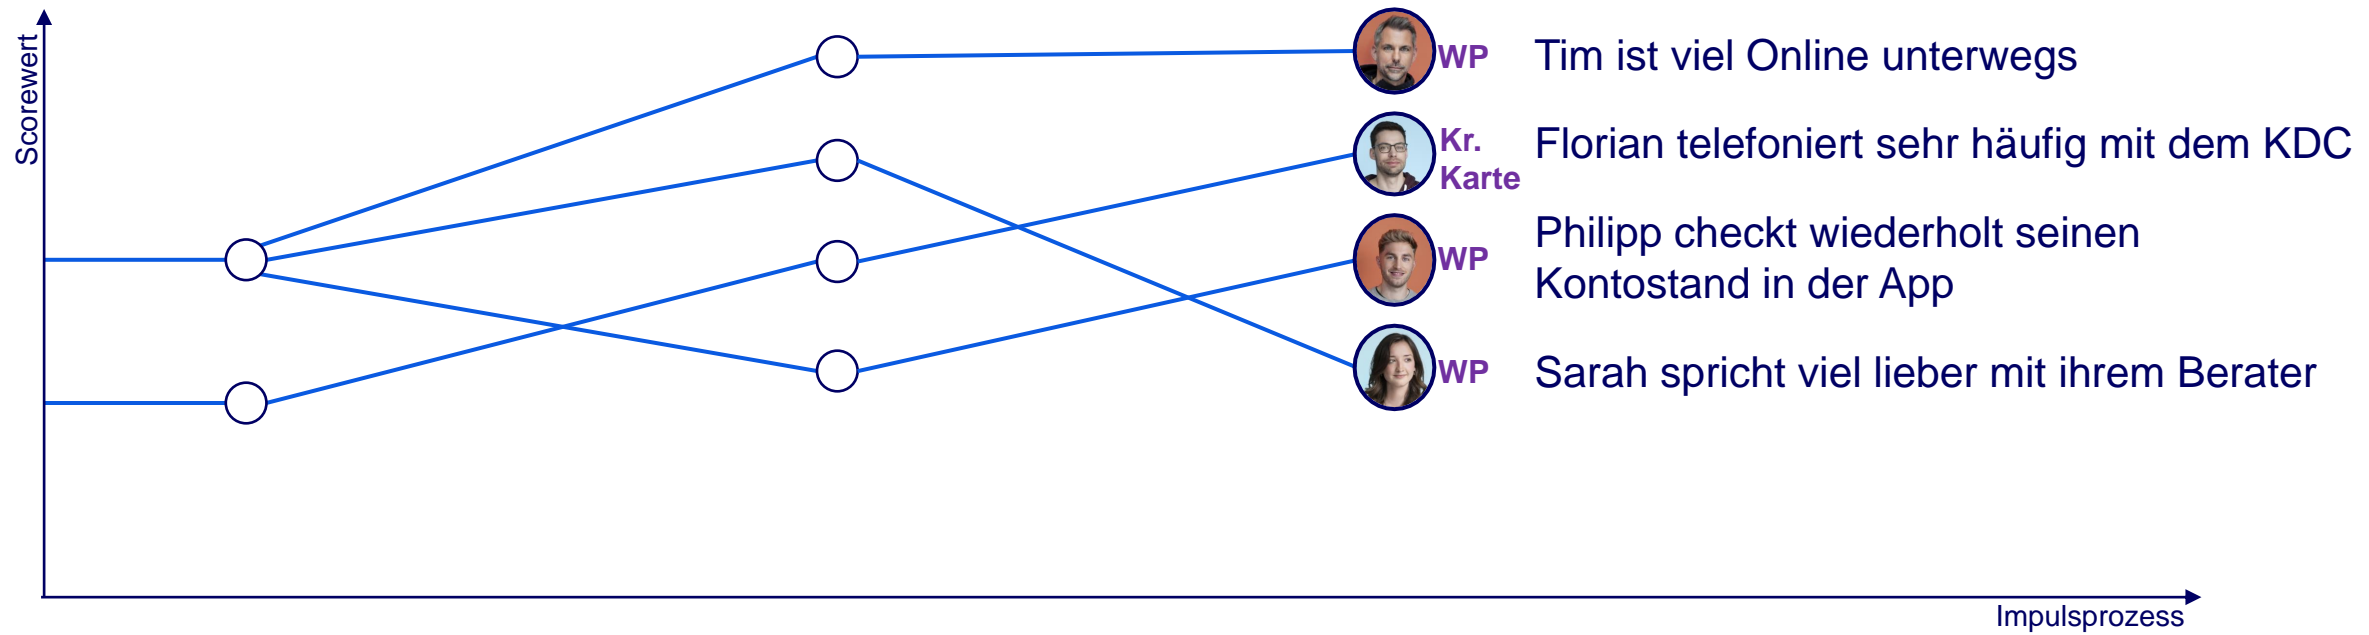 Scorewert
WP
Tim ist viel Online unterwegs
Kr.
Karte
Florian telefoniert sehr häufig mit dem KDC
WP
Philipp checkt wiederholt seinen
Kontostand in der App
WP
Sarah spricht viel lieber mit ihrem Berater
Impulsprozess